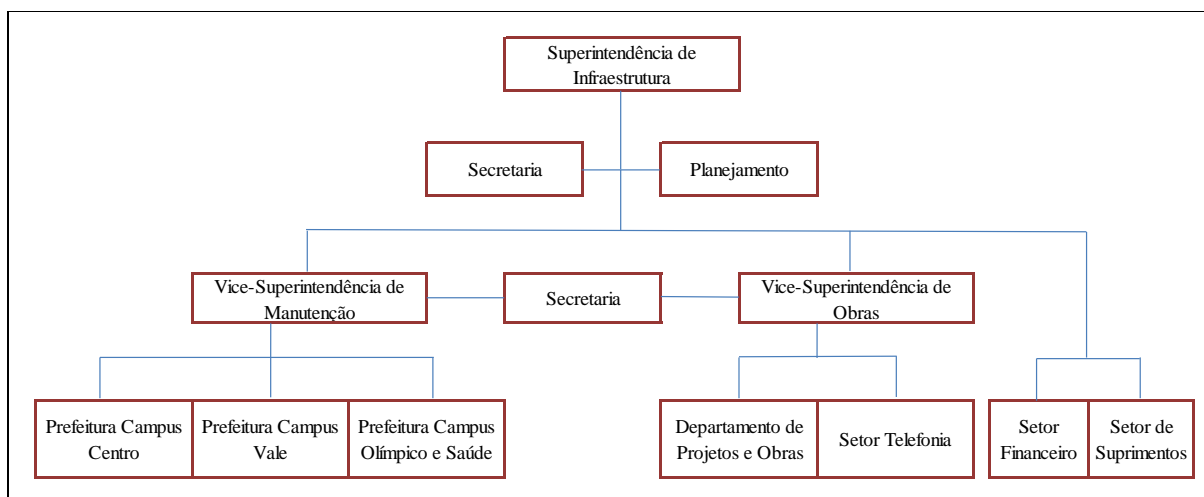 Superintendência de
Infraestrutura
Secretaria
Planejamento
Vice-Superintendência de
Manutenção
Secretaria
Vice-Superintendência de
Obras
Prefeitura Campus
Centro
Prefeitura Campus
Vale
Prefeitura Campus
Olímpico e Saúde
Departamento de
Projetos e Obras
Setor Telefonia
Setor
Financeiro
Setor de
Suprimentos